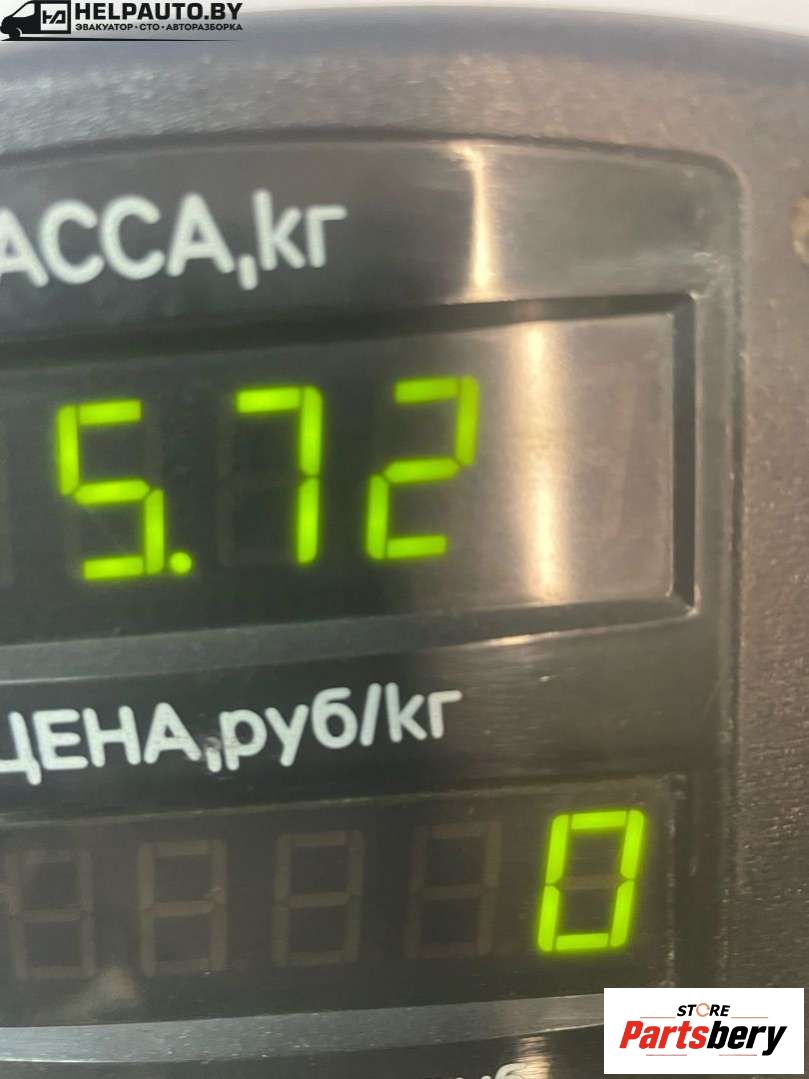 HELPAUTO.BY
ЭВАКУАТОР • СТО • АВТОРАЗБОРКА
АССА,кг
5.72
ЦЕНА,руб/кг
0
STORE
Partsbery